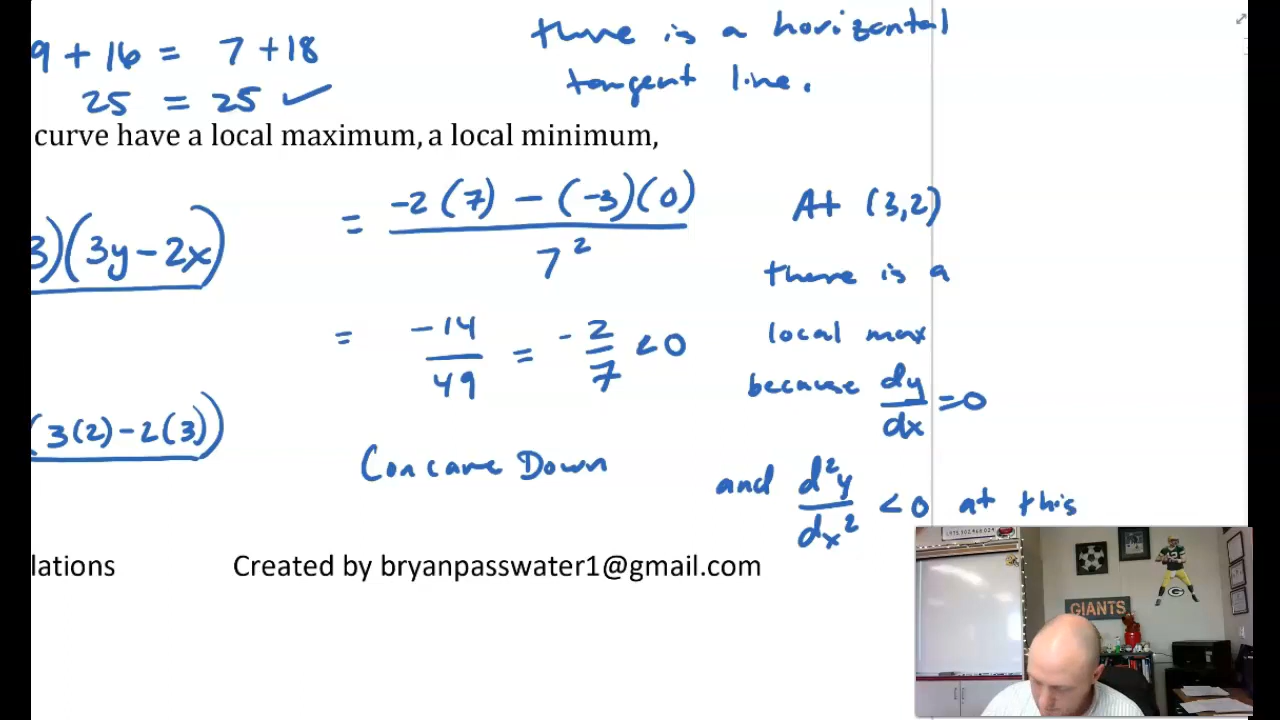 9 + 16 = 7 + 18
25 = 25 ✓
there is a horizontal
tangent line.
curve have a local maximum, a local minimum,
3)(3y - 2x)
(3(2) - 2(3))
= -2(7) - (-3)(0)
7²
= -14/49 = -2/7 < 0
Concave Down
At (3,2)
there is a
local max
because dy/dx = 0
and d²y/dx² < 0 at this
lations Created by bryanpasswater1@gmail.com
GIANTS
G